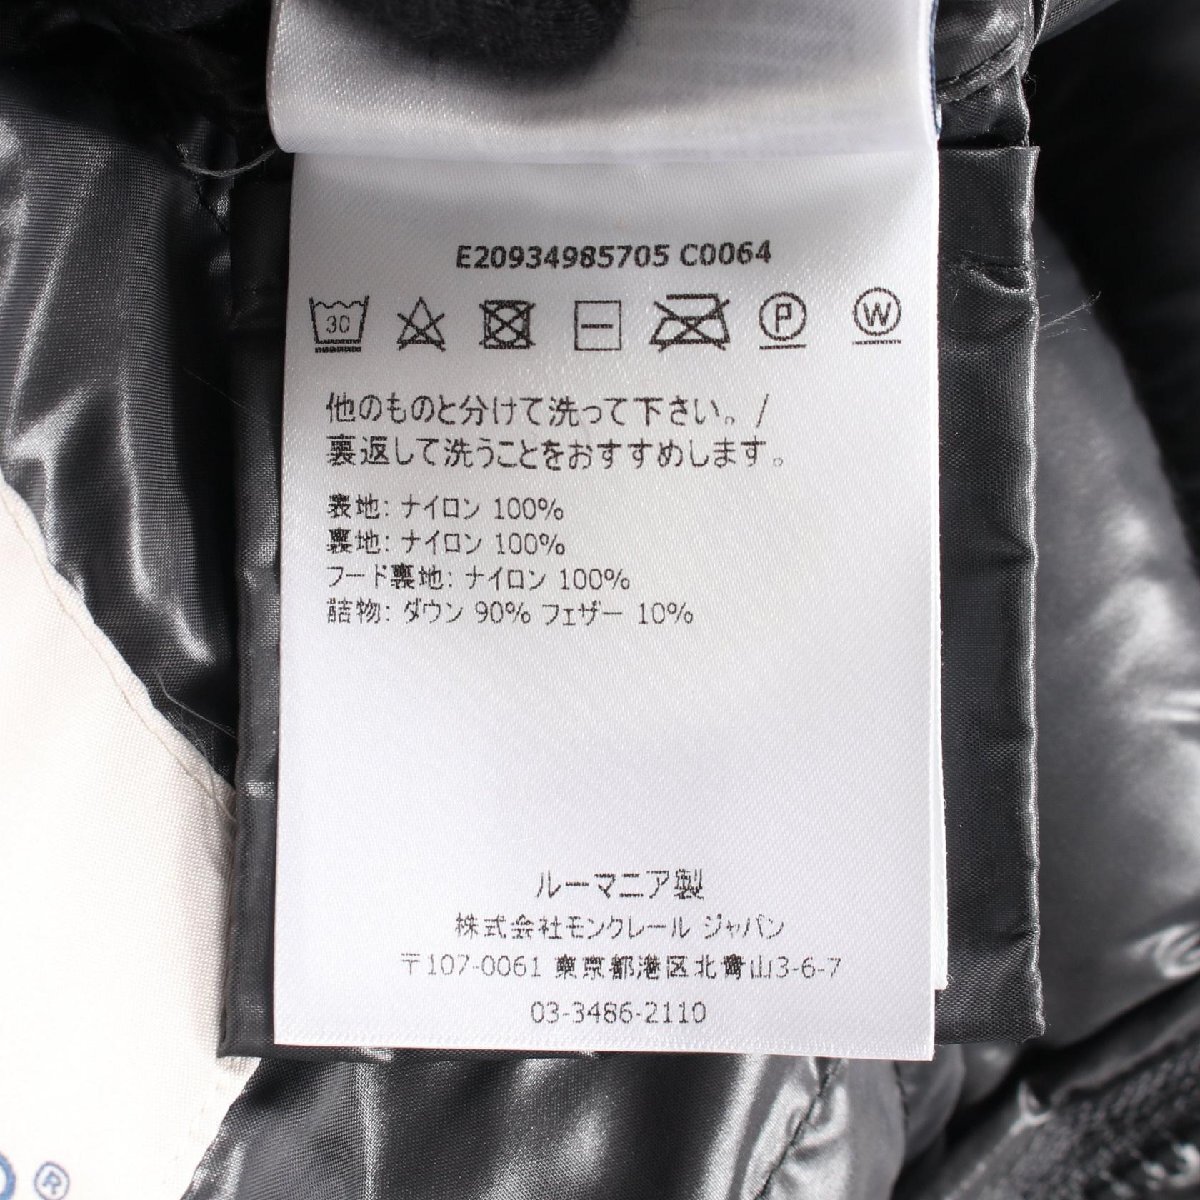 E20934985705 C0064
30 P W
他のものと分けて洗って下さい。/
裏返して洗うことをおすすめします。
表地: ナイロン 100%
裏地: ナイロン 100%
フード裏地: ナイロン 100%
詰物: ダウン 90% フェザー 10%
ルーマニア製
株式会社モンクレール ジャパン
〒107-0061 東京都港区北青山3-6-7
03-3486-2110
®